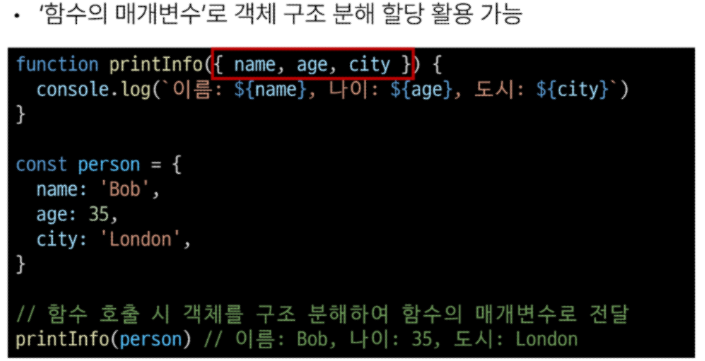 • '함수의 매개변수'로 객체 구조 분해 할당 활용 가능
function printInfo({ name, age, city }) {
  console.log(`이름: ${name}, 나이: ${age}, 도시: ${city}`)
}

const person = {
  name: 'Bob',
  age: 35,
  city: 'London',
}

// 함수 호출 시 객체를 구조 분해하여 함수의 매개변수로 전달
printInfo(person) // 이름: Bob, 나이: 35, 도시: London